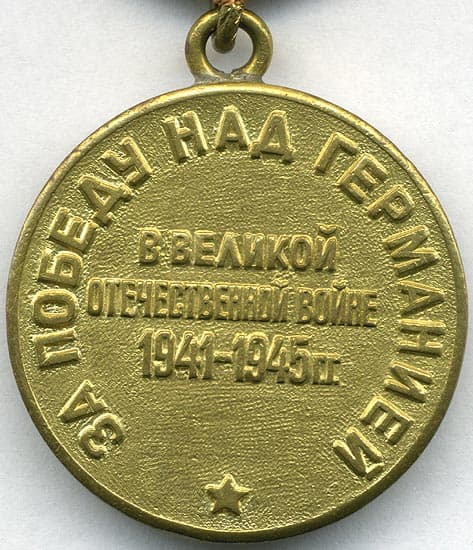 ЗА ПОБЕДУ НАД ГЕРМАНИЕЙ
В ВЕЛИКОЙ
ОТЕЧЕСТВЕННОЙ ВОЙНЕ
1941-1945 гг.